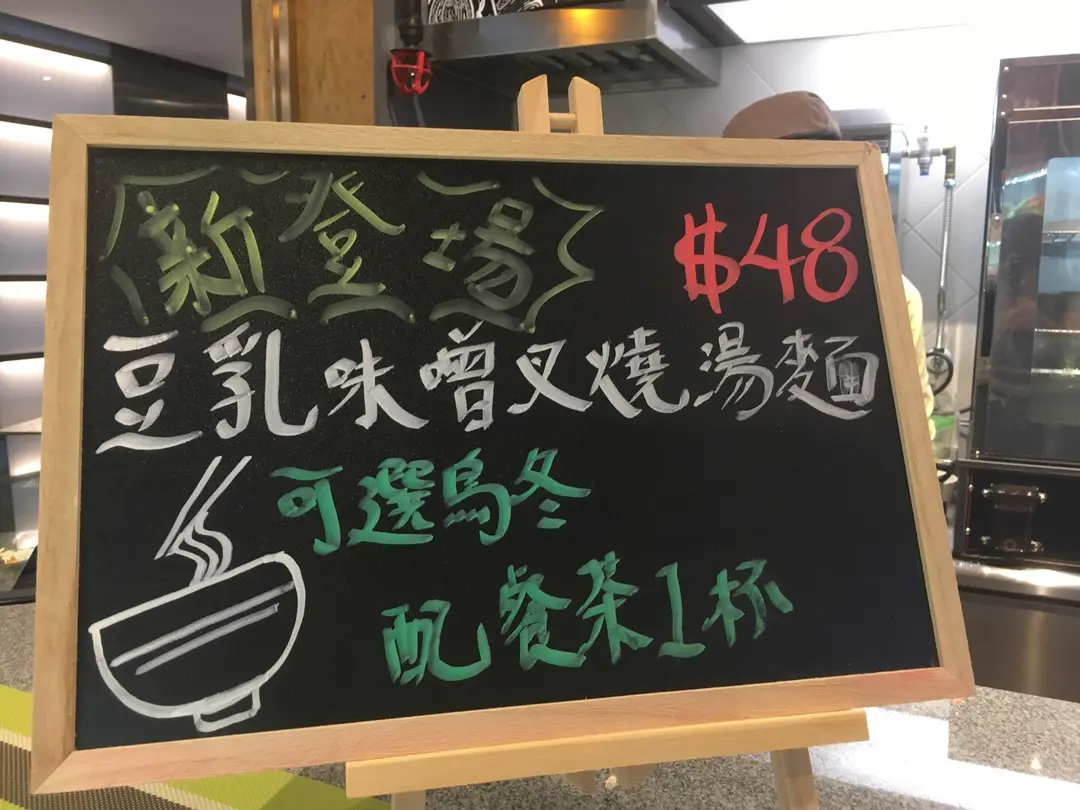 新登場 $48
豆乳味噌叉燒湯麵
可選烏冬
配餐茶1杯